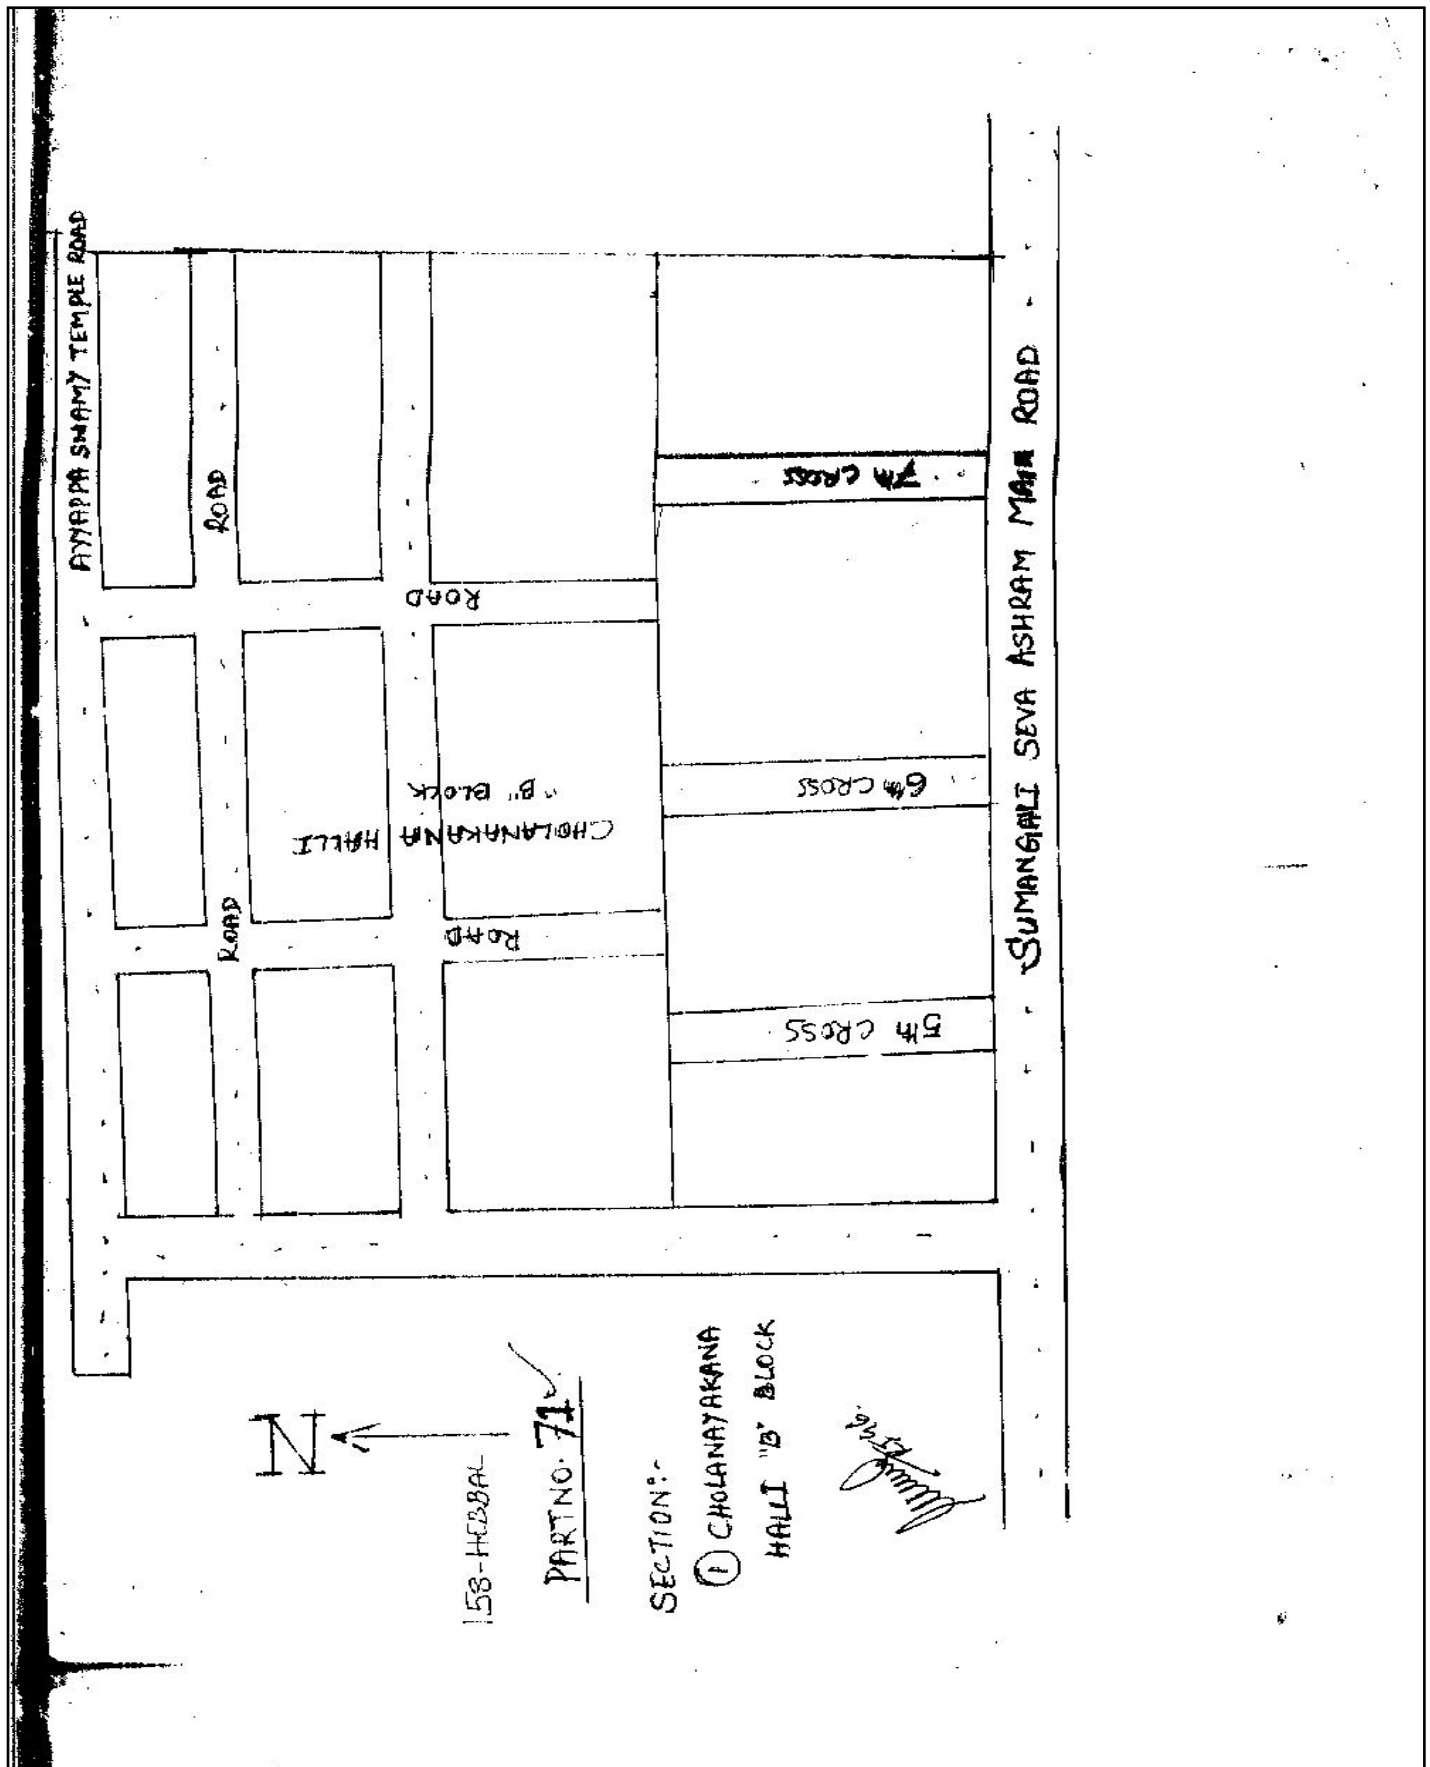 AYYAPPA SWAMY TEMPLE ROAD
ROAD
ROAD
ROAD
ROAD
"B" BLOCK
CHOLANAKANA HALLI
7th CROSS
6th CROSS
5th CROSS
SUMANGALI SEVA ASHRAM MAIN ROAD
N
158-HEBBAL
PART NO. 71
SECTION:-
1 CHOLANAYAKANA
HALLI "B" BLOCK